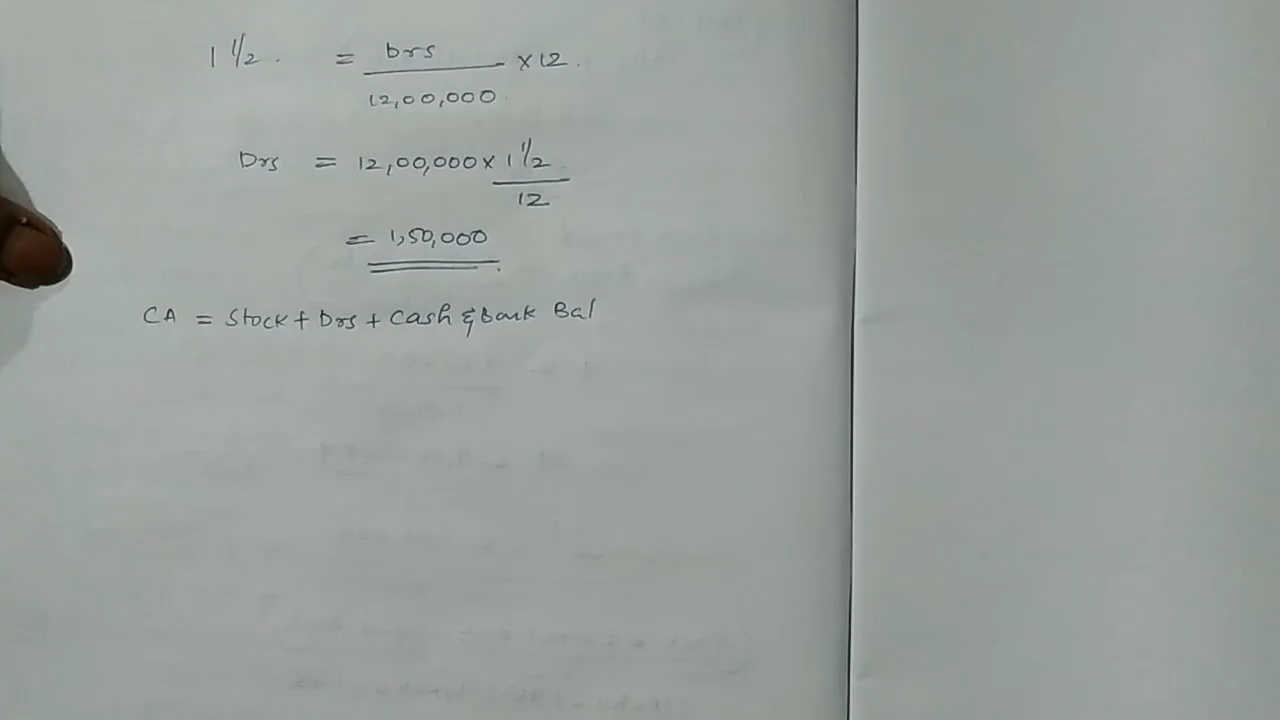 1 1/2 . = Drs / 12,00,000 × 12.
Drs = 12,00,000 × 1 1/2 / 12
= 1,50,000
CA = Stock + Drs + Cash & Bank Bal